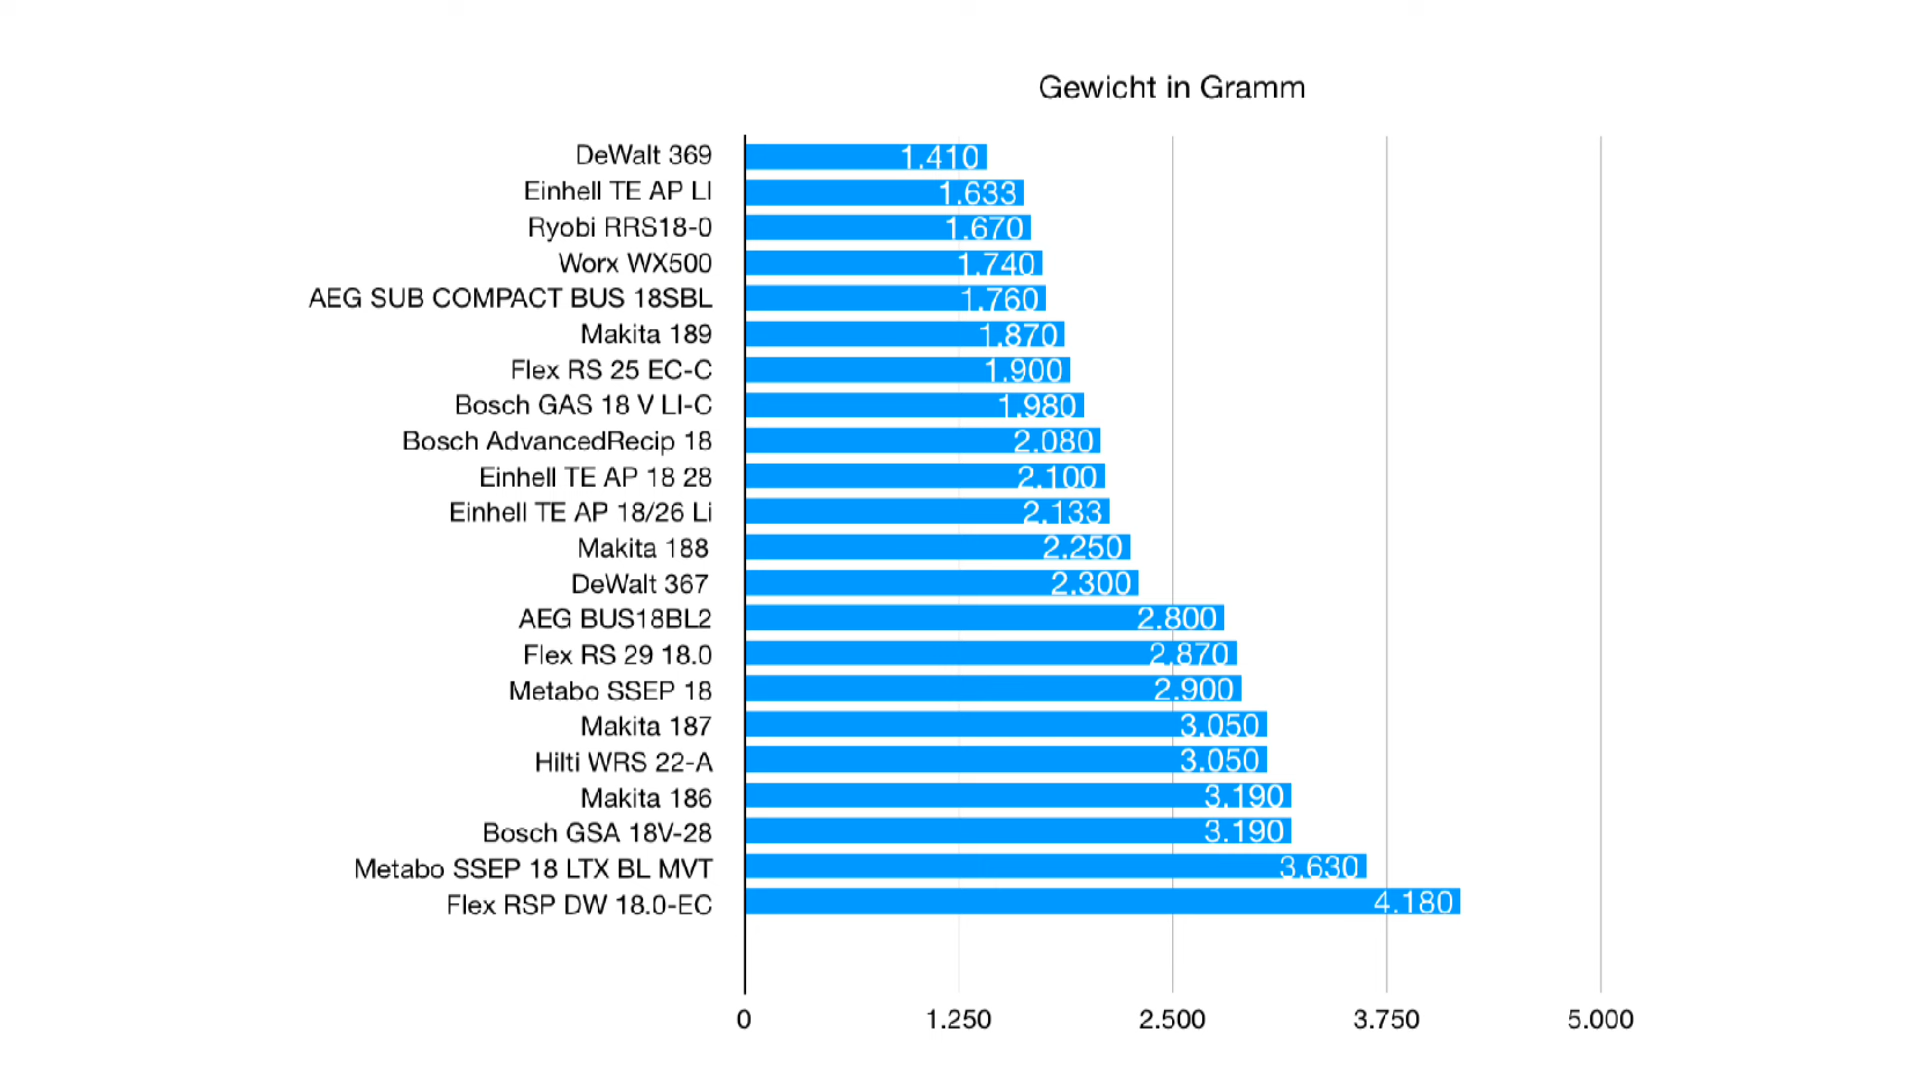 Gewicht in Gramm
DeWalt 369 1.410
Einhell TE AP LI 1.633
Ryobi RRS18-0 1.670
Worx WX500 1.740
AEG SUB COMPACT BUS 18SBL 1.760
Makita 189 1.870
Flex RS 25 EC-C 1.900
Bosch GAS 18 V LI-C 1.980
Bosch AdvancedRecip 18 2.080
Einhell TE AP 18 28 2.100
Einhell TE AP 18/26 Li 2.133
Makita 188 2.250
DeWalt 367 2.300
AEG BUS18BL2 2.800
Flex RS 29 18.0 2.870
Metabo SSEP 18 2.900
Makita 187 3.050
Hilti WRS 22-A 3.050
Makita 186 3.190
Bosch GSA 18V-28 3.190
Metabo SSEP 18 LTX BL MVT 3.630
Flex RSP DW 18.0-EC 4.180
0 1.250 2.500 3.750 5.000